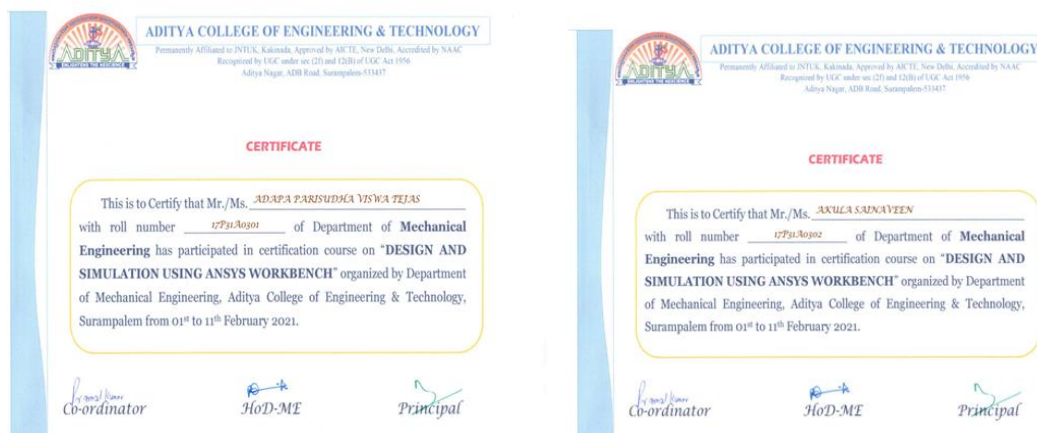 ADITYA
ENLIGHTENS THE NESCIENCE
ADITYA COLLEGE OF ENGINEERING & TECHNOLOGY
Permanently Affiliated to JNTUK, Kakinada, Approved by AICTE, New Delhi, Accredited by NAAC
Recognized by UGC under sec (2f) and 12(B) of UGC Act 1956
Aditya Nagar, ADB Road, Surampalem-533437
CERTIFICATE
This is to Certify that Mr./Ms. ADAPA PARISUDHA VISWA TEJAS
with roll number 17P31A0301 of Department of Mechanical
Engineering has participated in certification course on "DESIGN AND
SIMULATION USING ANSYS WORKBENCH" organized by Department
of Mechanical Engineering, Aditya College of Engineering & Technology,
Surampalem from 01st to 11th February 2021.
Co-ordinator HoD-ME Principal
ADITYA
ENLIGHTENS THE NESCIENCE
ADITYA COLLEGE OF ENGINEERING & TECHNOLOGY
Permanently Affiliated to JNTUK, Kakinada, Approved by AICTE, New Delhi, Accredited by NAAC
Recognized by UGC under sec (2f) and 12(B) of UGC Act 1956
Aditya Nagar, ADB Road, Surampalem-533437
CERTIFICATE
This is to Certify that Mr./Ms. AKULA SAINAVEEN
with roll number 17P31A0302 of Department of Mechanical
Engineering has participated in certification course on "DESIGN AND
SIMULATION USING ANSYS WORKBENCH" organized by Department
of Mechanical Engineering, Aditya College of Engineering & Technology,
Surampalem from 01st to 11th February 2021.
Co-ordinator HoD-ME Principal